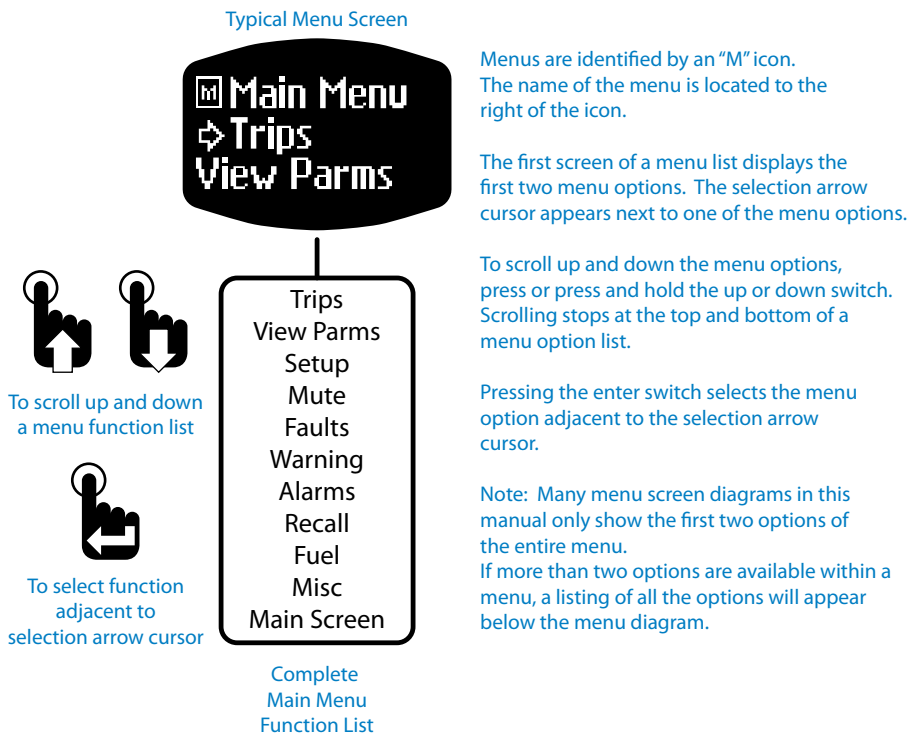 Typical Menu Screen
M Main Menu
Trips
View Parms
Menus are identified by an “M” icon.
The name of the menu is located to the
right of the icon.
The first screen of a menu list displays the
first two menu options. The selection arrow
cursor appears next to one of the menu options.
To scroll up and down the menu options,
press or press and hold the up or down switch.
Scrolling stops at the top and bottom of a
menu option list.
Pressing the enter switch selects the menu
option adjacent to the selection arrow
cursor.
Note: Many menu screen diagrams in this
manual only show the first two options of
the entire menu.
If more than two options are available within a
menu, a listing of all the options will appear
below the menu diagram.
To scroll up and down
a menu function list
To select function
adjacent to
selection arrow cursor
Trips
View Parms
Setup
Mute
Faults
Warning
Alarms
Recall
Fuel
Misc
Main Screen
Complete
Main Menu
Function List